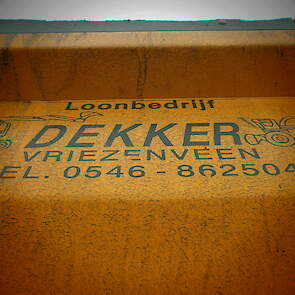 Loonbedrijf
DEKKER
VRIEZENVEEN
EL. 0546 - 862504